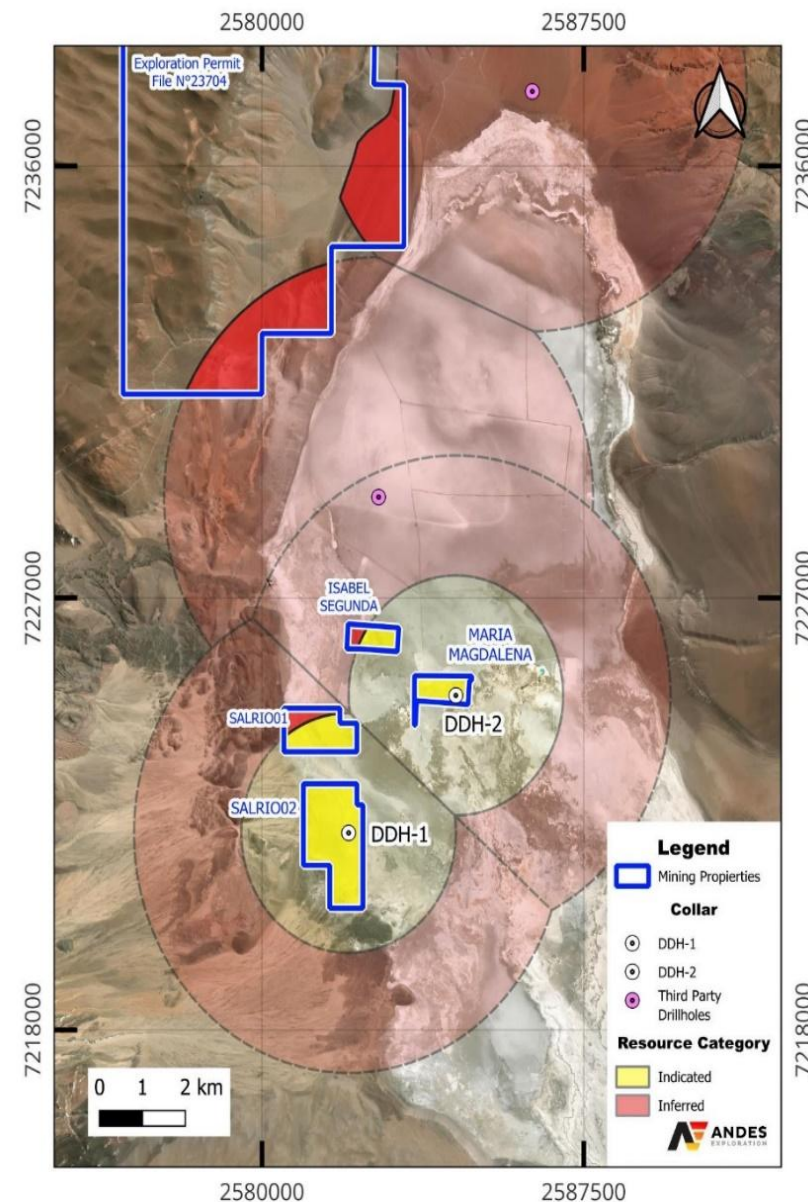 2580000
2587500
Exploration Permit
File N°23704
7236000
7236000
7227000
7227000
ISABEL
SEGUNDA
MARIA
MAGDALENA
SALRIO01
DDH-2
SALRIO02
DDH-1
Legend
Mining Propierties
Collar
DDH-1
DDH-2
Third Party
Drillholes
Resource Category
Indicated
Inferred
ANDES
EXPLORATION
7218000
7218000
0 1 2 km
2580000
2587500